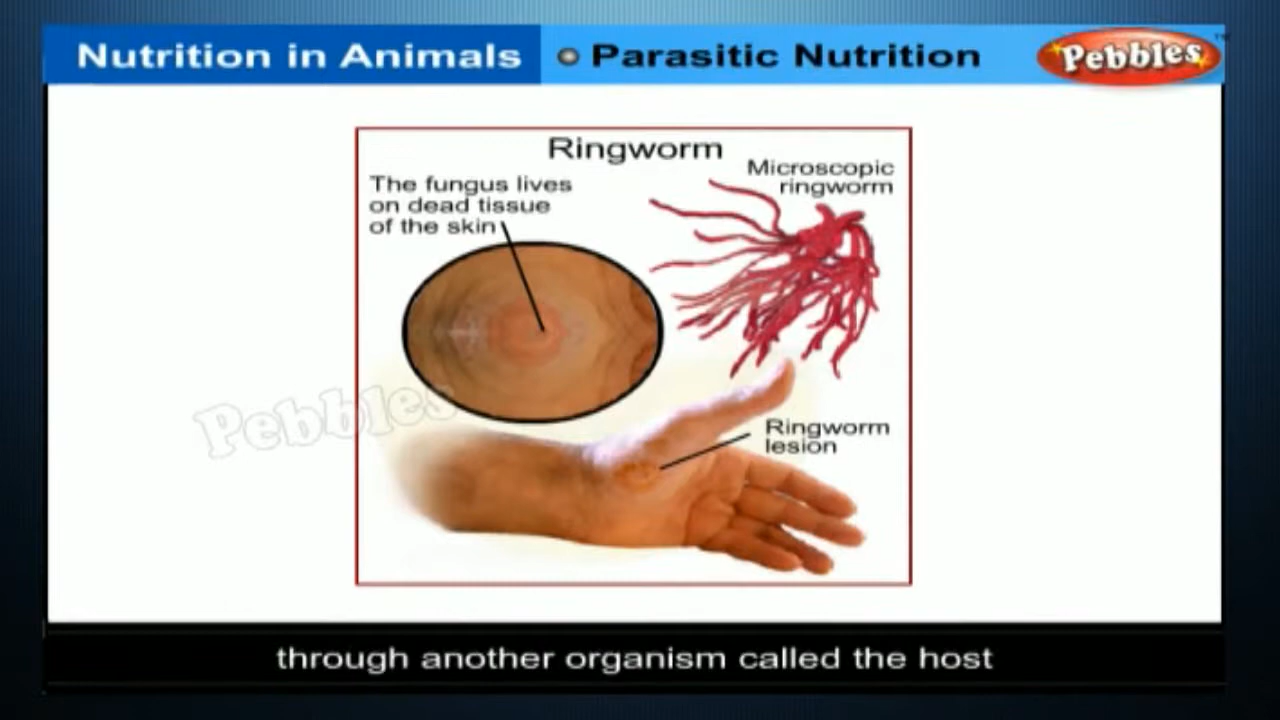 Nutrition in Animals
Parasitic Nutrition
Pebbles™
Ringworm
The fungus lives
on dead tissue
of the skin
Microscopic
ringworm
Pebbles
Ringworm
lesion
through another organism called the host